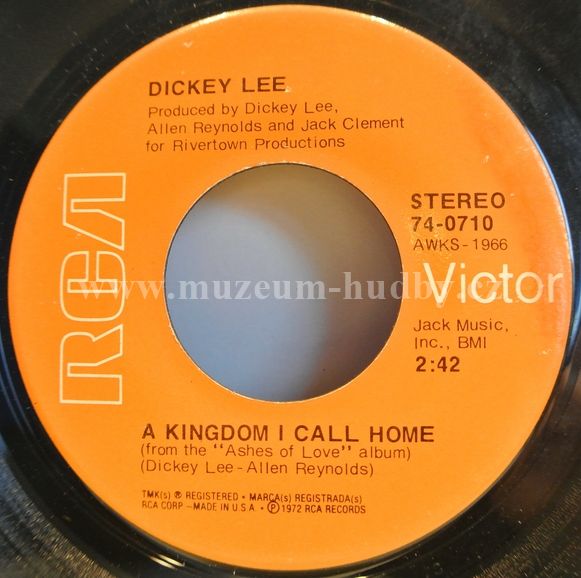 DICKEY LEE
Produced by Dickey Lee,
Allen Reynolds and Jack Clement
for Rivertown Productions
RCA
STEREO
74-0710
AWKS-1966
www.muzeum-hudby.cz
Victor
Jack Music,
Inc., BMI
2:42
A KINGDOM I CALL HOME
(from the "Ashes of Love" album)
(Dickey Lee-Allen Reynolds)
TMK(s) ® REGISTERED • MARCA(s) REGISTRADA(s)
RCA CORP-MADE IN U.S.A. • ℗ 1972 RCA RECORDS